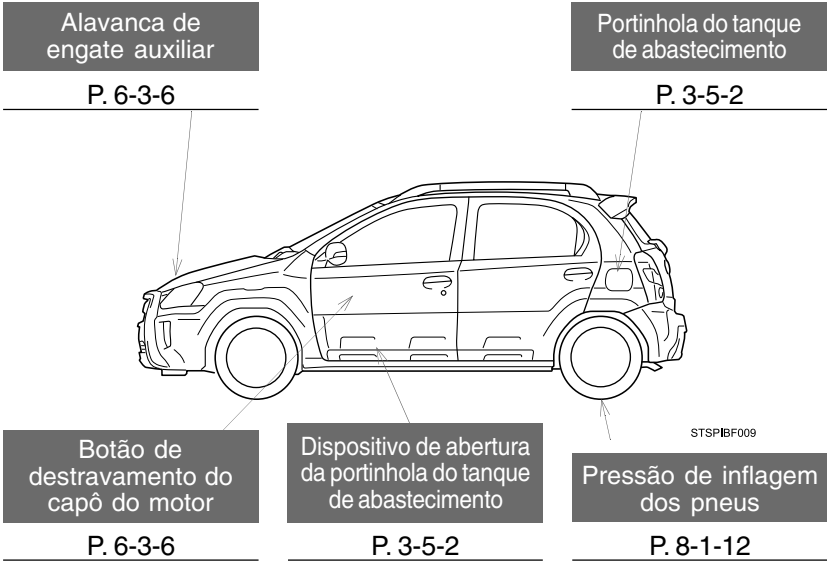 Alavanca de
engate auxiliar
P. 6-3-6
Portinhola do tanque
de abastecimento
P. 3-5-2
STSPIBF009
Botão de
destravamento do
capô do motor
P. 6-3-6
Dispositivo de abertura
da portinhola do tanque
de abastecimento
P. 3-5-2
Pressão de inflagem
dos pneus
P. 8-1-12